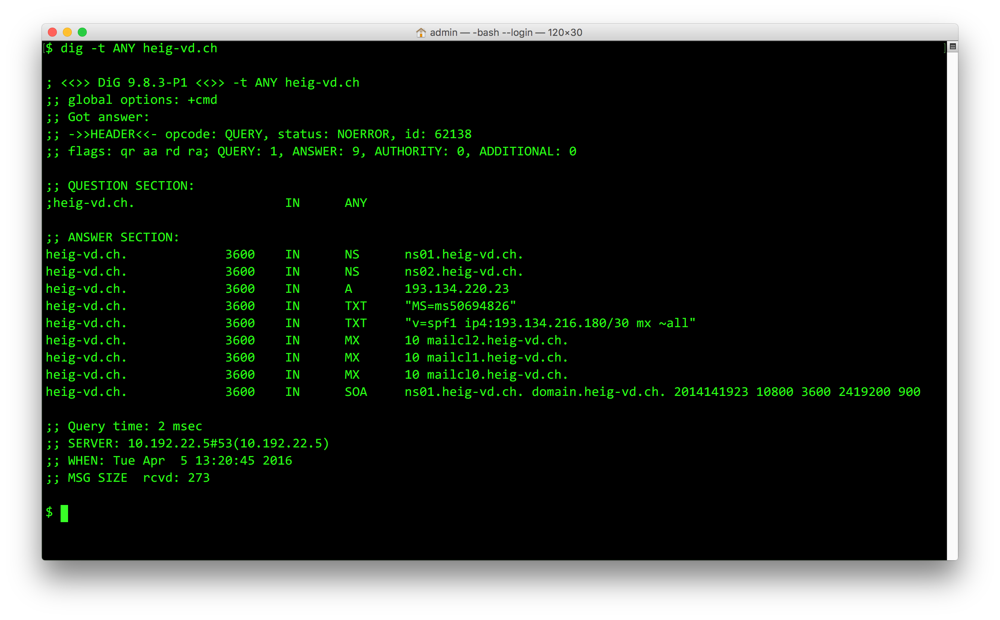 admin — -bash --login — 120×30
$ dig -t ANY heig-vd.ch
; <<>> DiG 9.8.3-P1 <<>> -t ANY heig-vd.ch
;; global options: +cmd
;; Got answer:
;; ->>HEADER<<- opcode: QUERY, status: NOERROR, id: 62138
;; flags: qr aa rd ra; QUERY: 1, ANSWER: 9, AUTHORITY: 0, ADDITIONAL: 0
;; QUESTION SECTION:
;heig-vd.ch. IN ANY
;; ANSWER SECTION:
heig-vd.ch. 3600 IN NS ns01.heig-vd.ch.
heig-vd.ch. 3600 IN NS ns02.heig-vd.ch.
heig-vd.ch. 3600 IN A 193.134.220.23
heig-vd.ch. 3600 IN TXT "MS=ms50694826"
heig-vd.ch. 3600 IN TXT "v=spf1 ip4:193.134.216.180/30 mx ~all"
heig-vd.ch. 3600 IN MX 10 mailcl2.heig-vd.ch.
heig-vd.ch. 3600 IN MX 10 mailcl1.heig-vd.ch.
heig-vd.ch. 3600 IN MX 10 mailcl0.heig-vd.ch.
heig-vd.ch. 3600 IN SOA ns01.heig-vd.ch. domain.heig-vd.ch. 2014141923 10800 3600 2419200 900
;; Query time: 2 msec
;; SERVER: 10.192.22.5#53(10.192.22.5)
;; WHEN: Tue Apr  5 13:20:45 2016
;; MSG SIZE  rcvd: 273
$